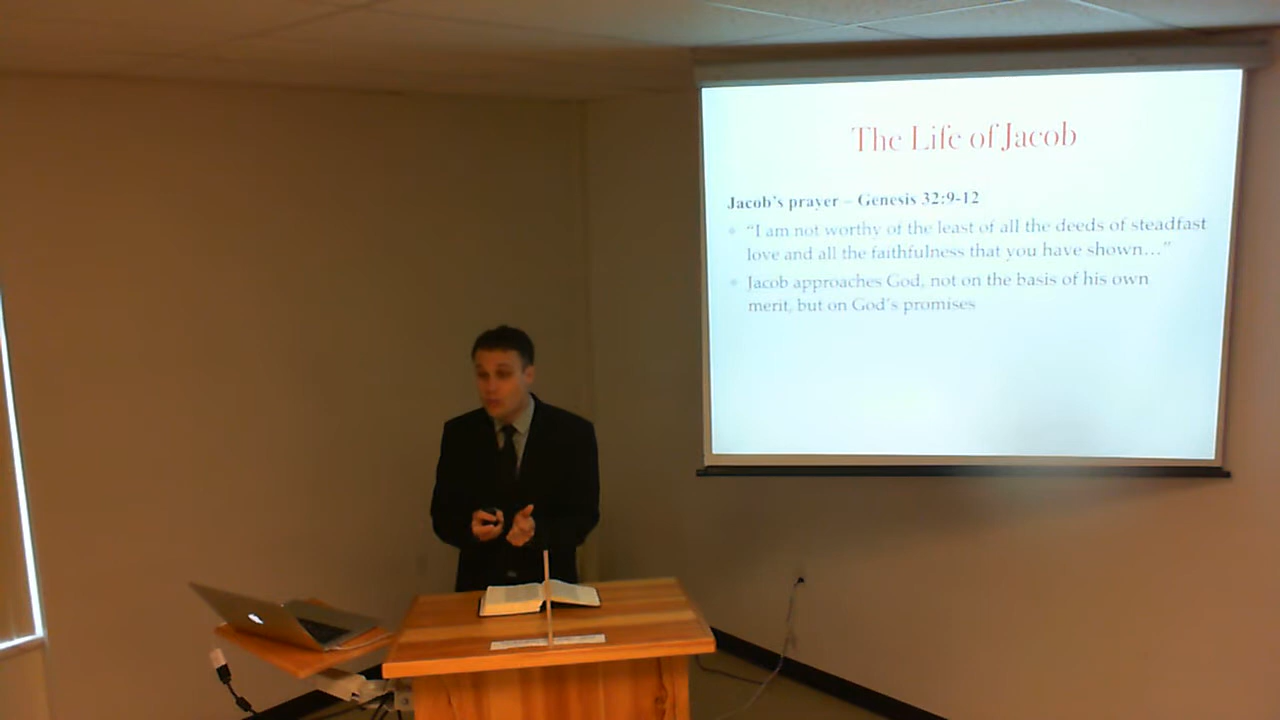 The Life of Jacob
Jacob's prayer – Genesis 32:9-12
“I am not worthy of the least of all the deeds of steadfast
love and all the faithfulness that you have shown…”
Jacob approaches God, not on the basis of his own
merit, but on God's promises